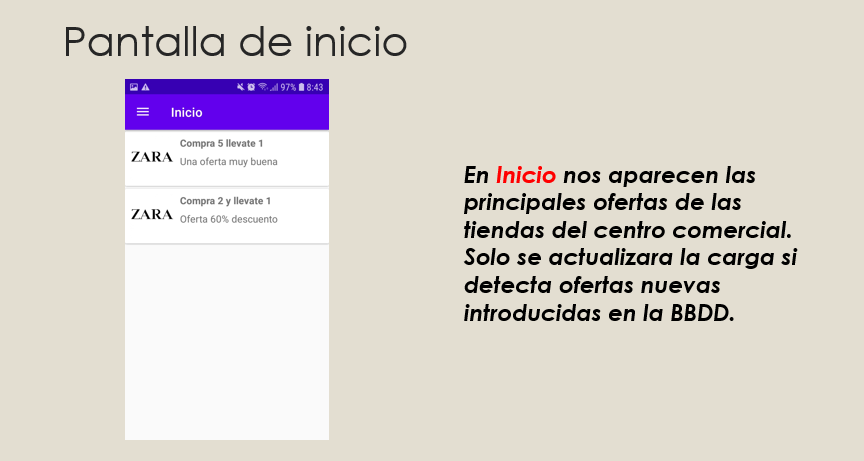 Pantalla de inicio
97% 8:43
Inicio
Compra 5 llevate 1
ZARA
Una oferta muy buena
Compra 2 y llevate 1
ZARA
Oferta 60% descuento
En Inicio nos aparecen las
principales ofertas de las
tiendas del centro comercial.
Solo se actualizara la carga si
detecta ofertas nuevas
introducidas en la BBDD.